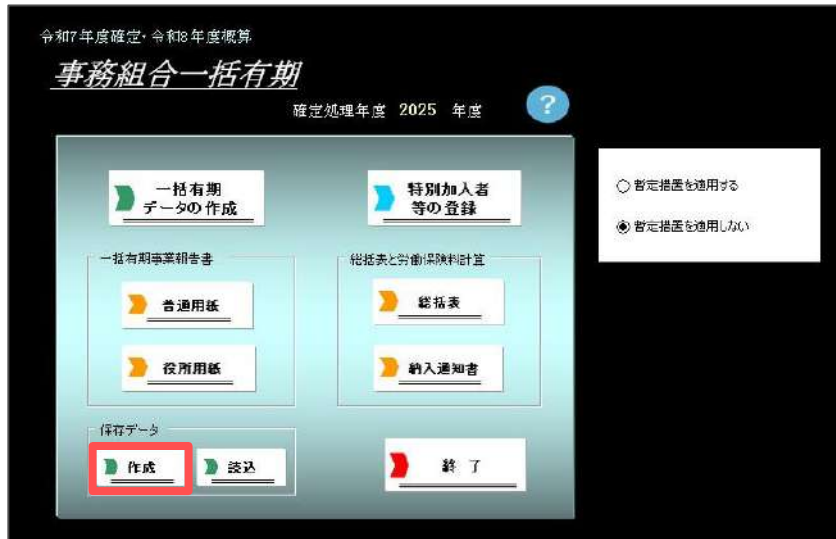 令和7年度確定・令和8年度概算
事務組合一括有期
確定処理年度 2025 年度
?
一括有期
データの作成
特別加入者
等の登録
暫定措置を適用する
暫定措置を適用しない
一括有期事業報告書
普通用紙
役所用紙
総括表と労働保険料計算
総括表
納入通知書
保存データ
作成
読込
終了